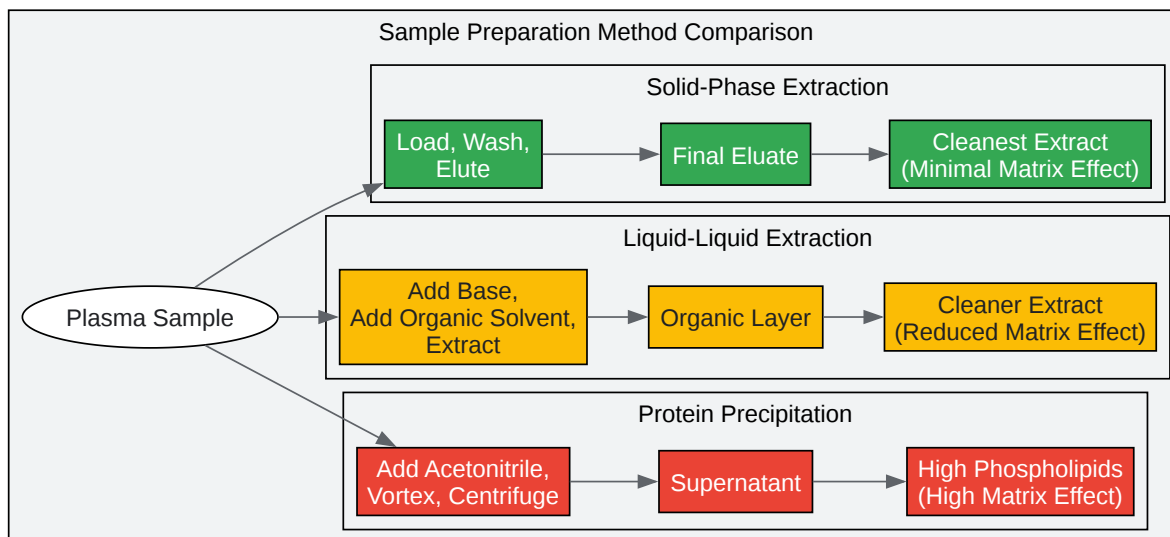 Sample Preparation Method Comparison
Solid-Phase Extraction
Load, Wash,
Elute
Final Eluate
Cleanest Extract
(Minimal Matrix Effect)
Liquid-Liquid Extraction
Plasma Sample
Add Base,
Add Organic Solvent,
Extract
Organic Layer
Cleaner Extract
(Reduced Matrix Effect)
Protein Precipitation
Add Acetonitrile,
Vortex, Centrifuge
Supernatant
High Phospholipids
(High Matrix Effect)